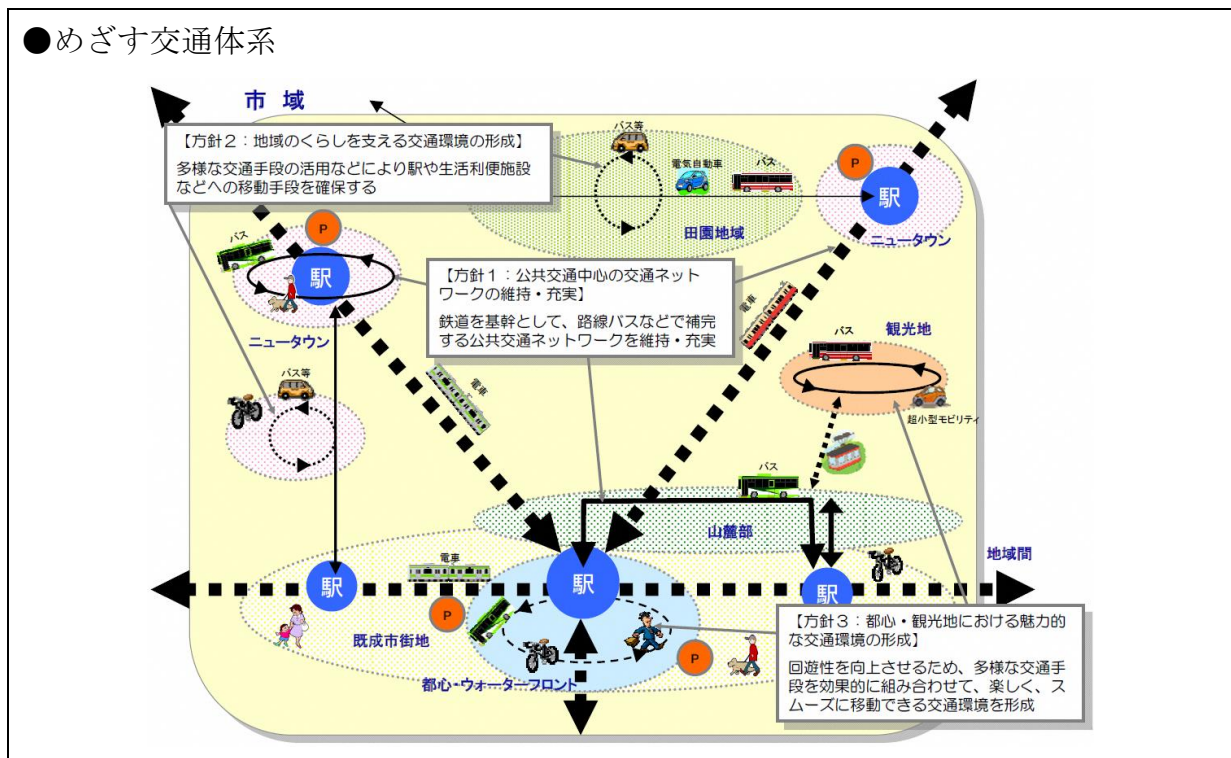 ●めざす交通体系
市 域
【方針２：地域のくらしを支える交通環境の形成】
多様な交通手段の活用などにより駅や生活利便施設
などへの移動手段を確保する
バス等
電気自動車
バス
田園地域
P
駅
ニュータウン
バス
P
駅
ニュータウン
【方針１：公共交通中心の交通ネット
ワークの維持・充実】
鉄道を基幹として、路線バスなどで補完
する公共交通ネットワークを維持・充実
電車
電車
バス
観光地
超小型モビリティ
バス等
バス
山麓部
地域間
駅
電車
駅
駅
P
既成市街地
P
都心・ウォーターフロント
【方針３：都心・観光地における魅力的
な交通環境の形成】
回遊性を向上させるため、多様な交通手
段を効果的に組み合わせて、楽しく、ス
ムーズに移動できる交通環境を形成